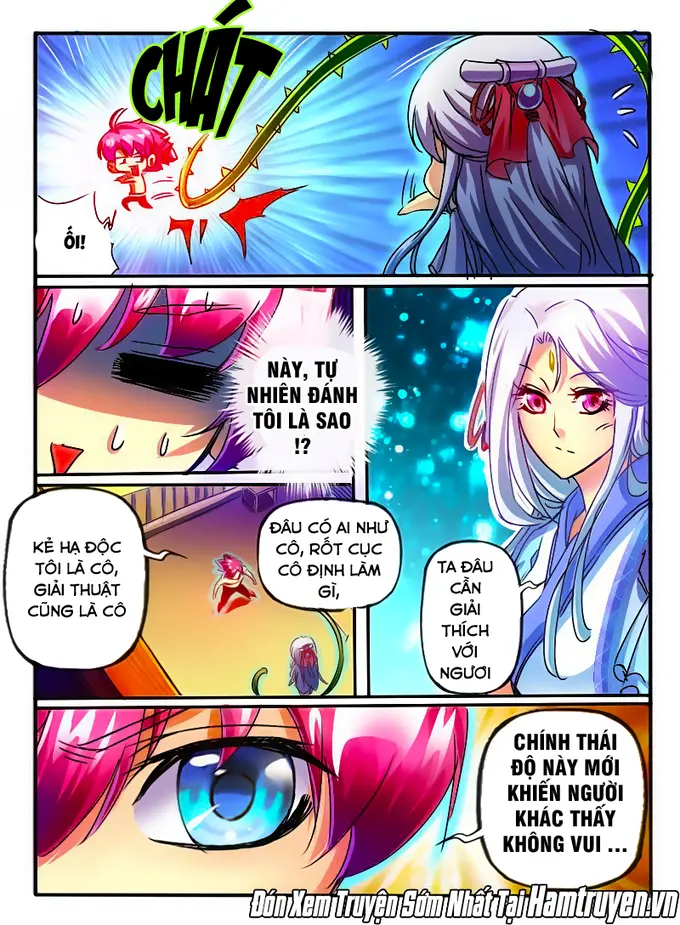 CHÁT
ỐI!
NÀY, TỰ
NHIÊN ĐÁNH
TÔI LÀ SAO
!?
KẺ HẠ ĐỘC
TÔI LÀ CÔ,
GIẢI THUẬT
CŨNG LÀ CÔ
ĐÂU CÓ AI NHƯ
CÔ, RỐT CỤC
CÔ ĐỊNH LÀM
GÌ,
TA ĐÂU
CẦN GIẢI
THÍCH
VỚI
NGƯƠI
CHÍNH THÁI
ĐỘ NÀY MỚI
KHIẾN NGƯỜI
KHÁC THẤY
KHÔNG VUI ...
Đón Xem Truyện Sớm Nhất Tại Hamtruyen.vn